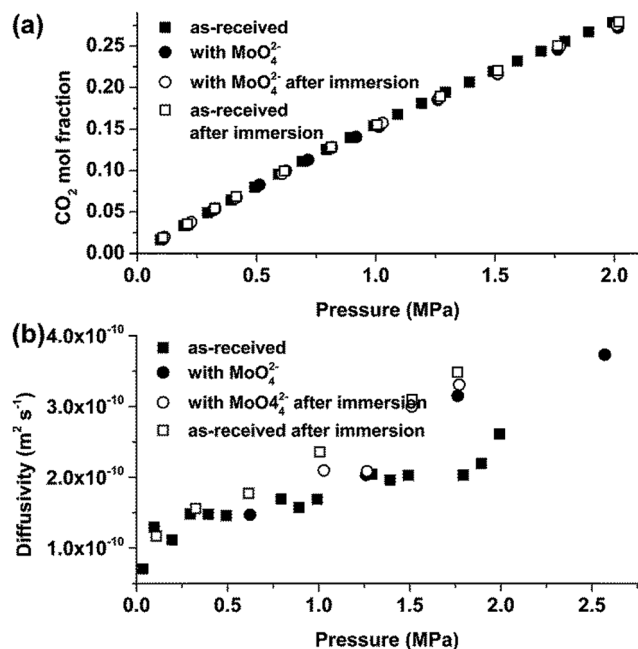 (a)
as-received
with MoO₄²⁻
with MoO₄²⁻ after immersion
as-received
after immersion
CO₂ mol fraction
0.25
0.20
0.15
0.10
0.05
0.00
0.0 0.5 1.0 1.5 2.0
Pressure (MPa)
(b)
as-received
with MoO₄²⁻
with MoO4₄²⁻ after immersion
as-received after immersion
Diffusivity (m² s⁻¹)
4.0x10⁻¹⁰
3.0x10⁻¹⁰
2.0x10⁻¹⁰
1.0x10⁻¹⁰
0.0 0.5 1.0 1.5 2.0 2.5
Pressure (MPa)